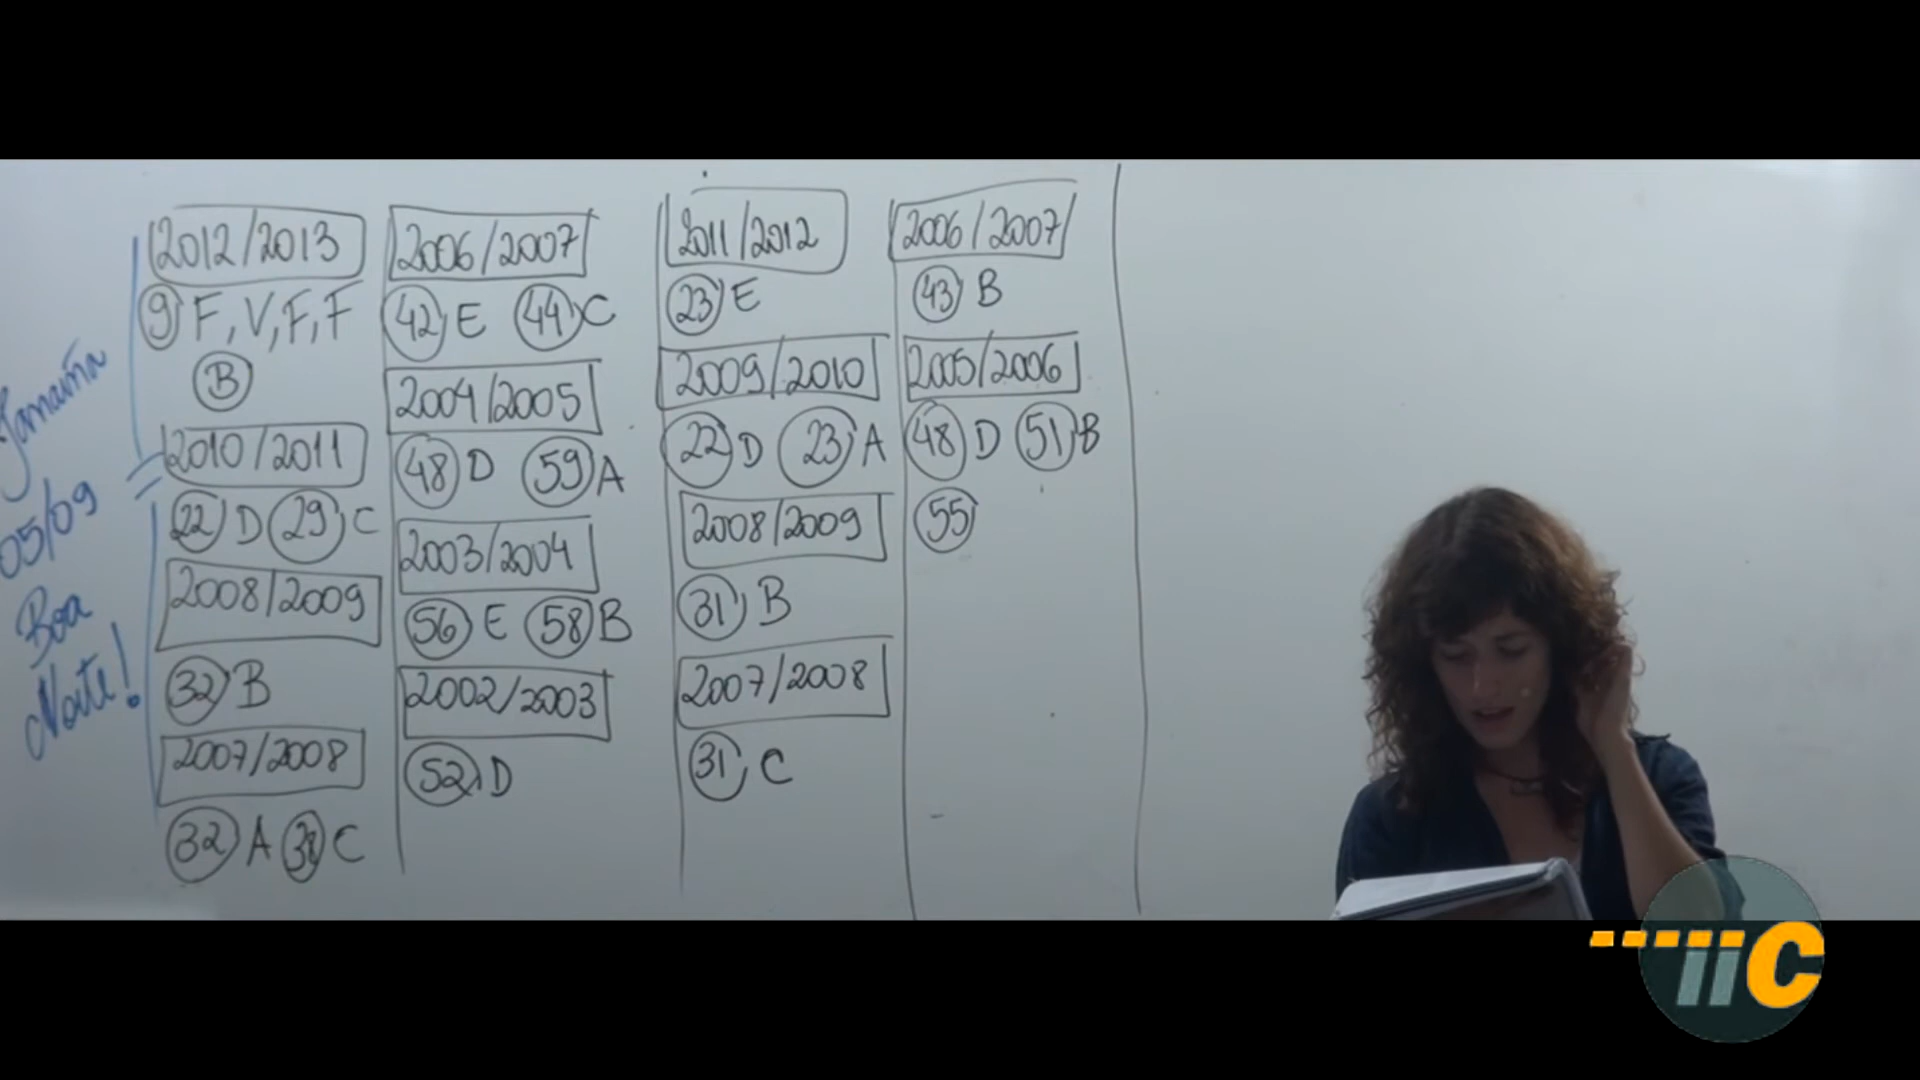 Janaína
05/09
Boa
Noite!
2012/2013
9 F, V, F, F
B
2010/2011
22 D 29 C
2008/2009
32 B
2007/2008
32 A 38 C
2006/2007
42 E 44 C
2004/2005
48 D 59 A
2003/2004
56 E 58 B
2002/2003
52 D
2011/2012
23 E
2009/2010
22 D 23 A
2008/2009
31 B
2007/2008
31 C
2006/2007
43 B
2005/2006
48 D 51 B
55
iiC